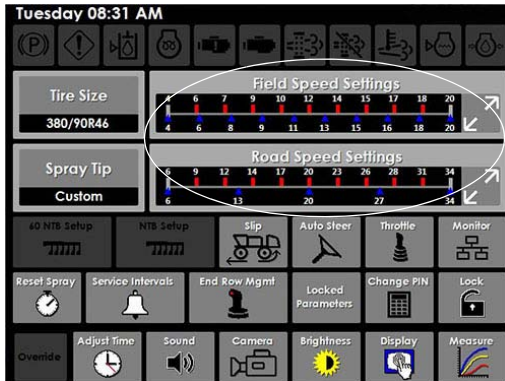 Tuesday 08:31 AM
(P)
Tire Size
380/90R46
Field Speed Settings
6 7 9 10 12 14 15 17 18 20
4 6 8 9 11 13 15 16 18 20
Spray Tip
Custom
Road Speed Settings
6 9 12 14 17 20 23 26 28 31 34
6 13 20 27 34
60 NTB Setup
NTB Setup
Slip
Auto Steer
Throttle
Monitor
Reset Spray
Service Intervals
End Row Mgmt
Locked
Parameters
Change PIN
Lock
Override
Adjust Time
Sound
Camera
Brightness
Display
Measure